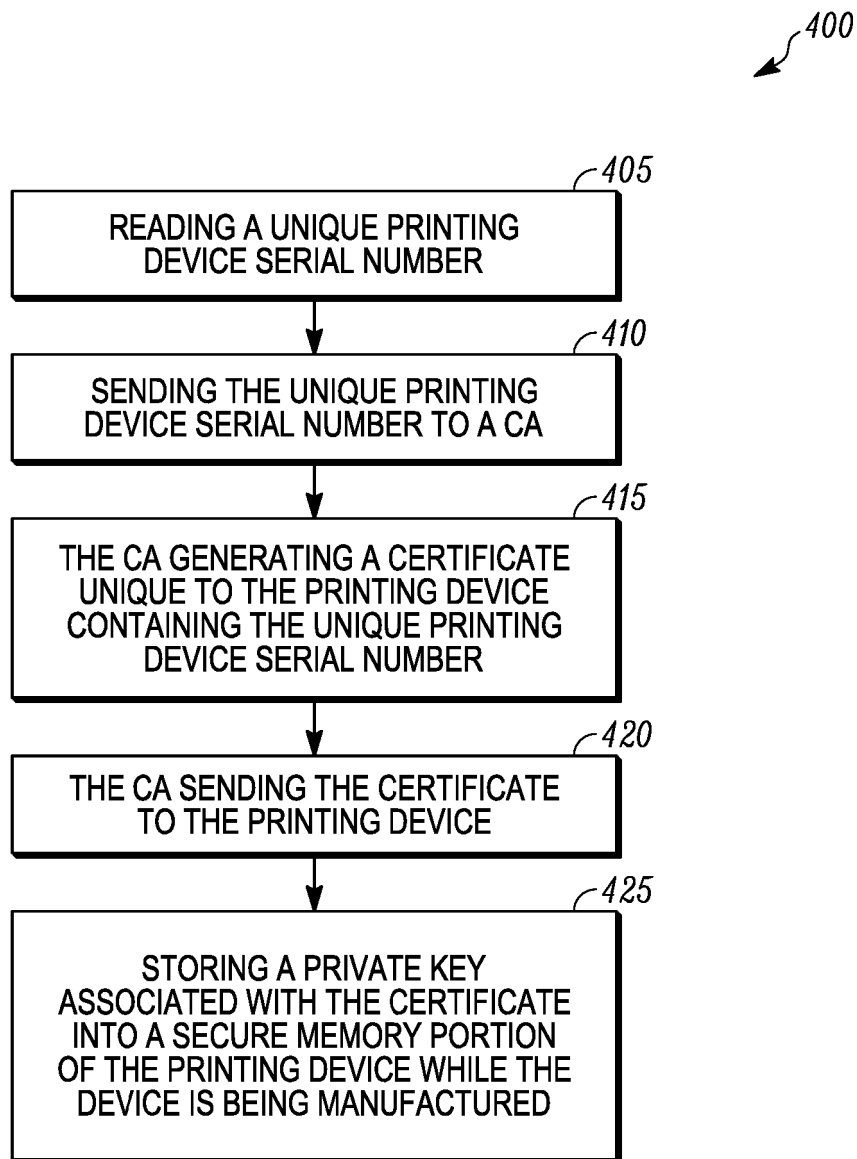 400
405
READING A UNIQUE PRINTING
DEVICE SERIAL NUMBER
410
SENDING THE UNIQUE PRINTING
DEVICE SERIAL NUMBER TO A CA
415
THE CA GENERATING A CERTIFICATE
UNIQUE TO THE PRINTING DEVICE
CONTAINING THE UNIQUE PRINTING
DEVICE SERIAL NUMBER
420
THE CA SENDING THE CERTIFICATE
TO THE PRINTING DEVICE
425
STORING A PRIVATE KEY
ASSOCIATED WITH THE CERTIFICATE
INTO A SECURE MEMORY PORTION
OF THE PRINTING DEVICE WHILE THE
DEVICE IS BEING MANUFACTURED